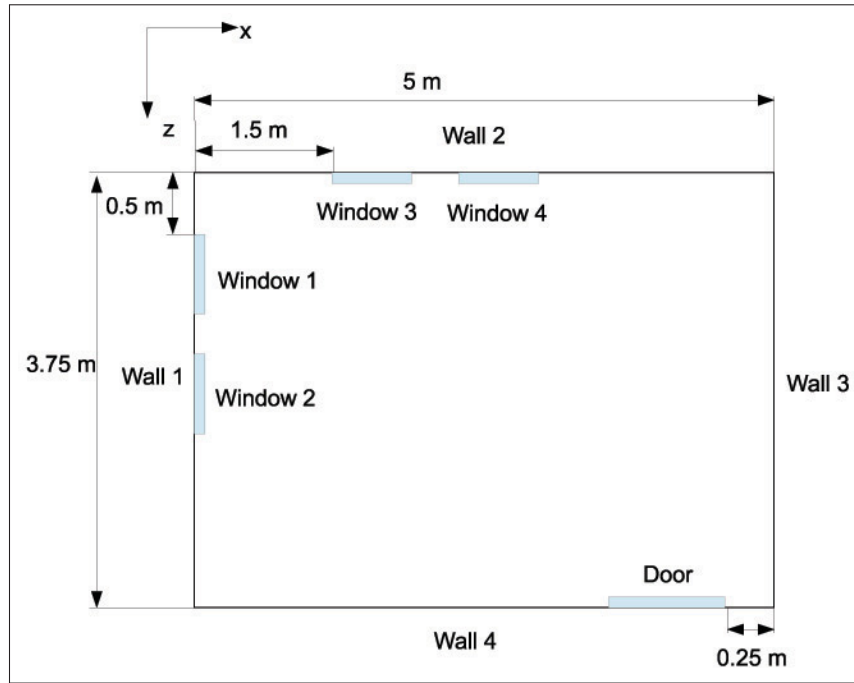 x
5 m
z
1.5 m
Wall 2
0.5 m
Window 3
Window 4
Window 1
3.75 m
Wall 1
Window 2
Wall 3
Door
Wall 4
0.25 m